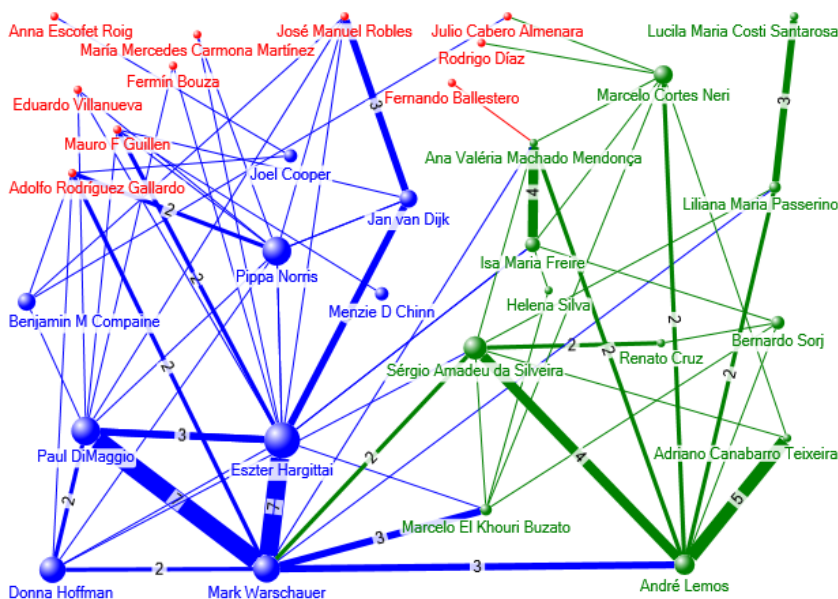 Anna Escofet Roig
José Manuel Robles
Julio Cabero Almenara
Lucila Maria Costi Santarosa
María Mercedes Carmona Martínez
Rodrigo Díaz
Fermín Bouza
Marcelo Cortes Neri
Eduardo Villanueva
Fernando Ballestero
3
3
Mauro F Guillen
Ana Valéria Machado Mendonça
Joel Cooper
Adolfo Rodriguez Gallardo
4
Liliana Maria Passerino
2
Jan van Dijk
Isa Maria Freire
Pippa Norris
2
Helena Silva
Menzie D Chinn
Benjamin M Compaine
2
2
Bernardo Sorj
2
2
Renato Cruz
Sérgio Amadeu da Silveira
2
2
3
Paul DiMaggio
Eszter Hargittai
4
Adriano Canabarro Teixeira
2
7
7
5
Marcelo El Khouri Buzato
3
2
3
Donna Hoffman
Mark Warschauer
André Lemos